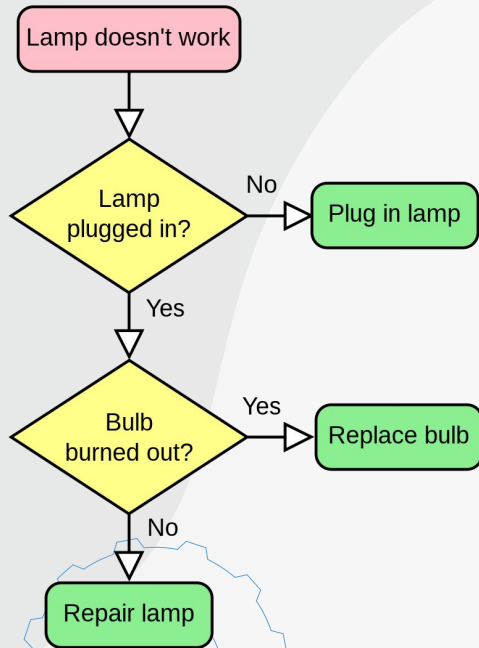 Lamp doesn't work
Lamp
plugged in?
No
Plug in lamp
Yes
Bulb
burned out?
Yes
Replace bulb
No
Repair lamp